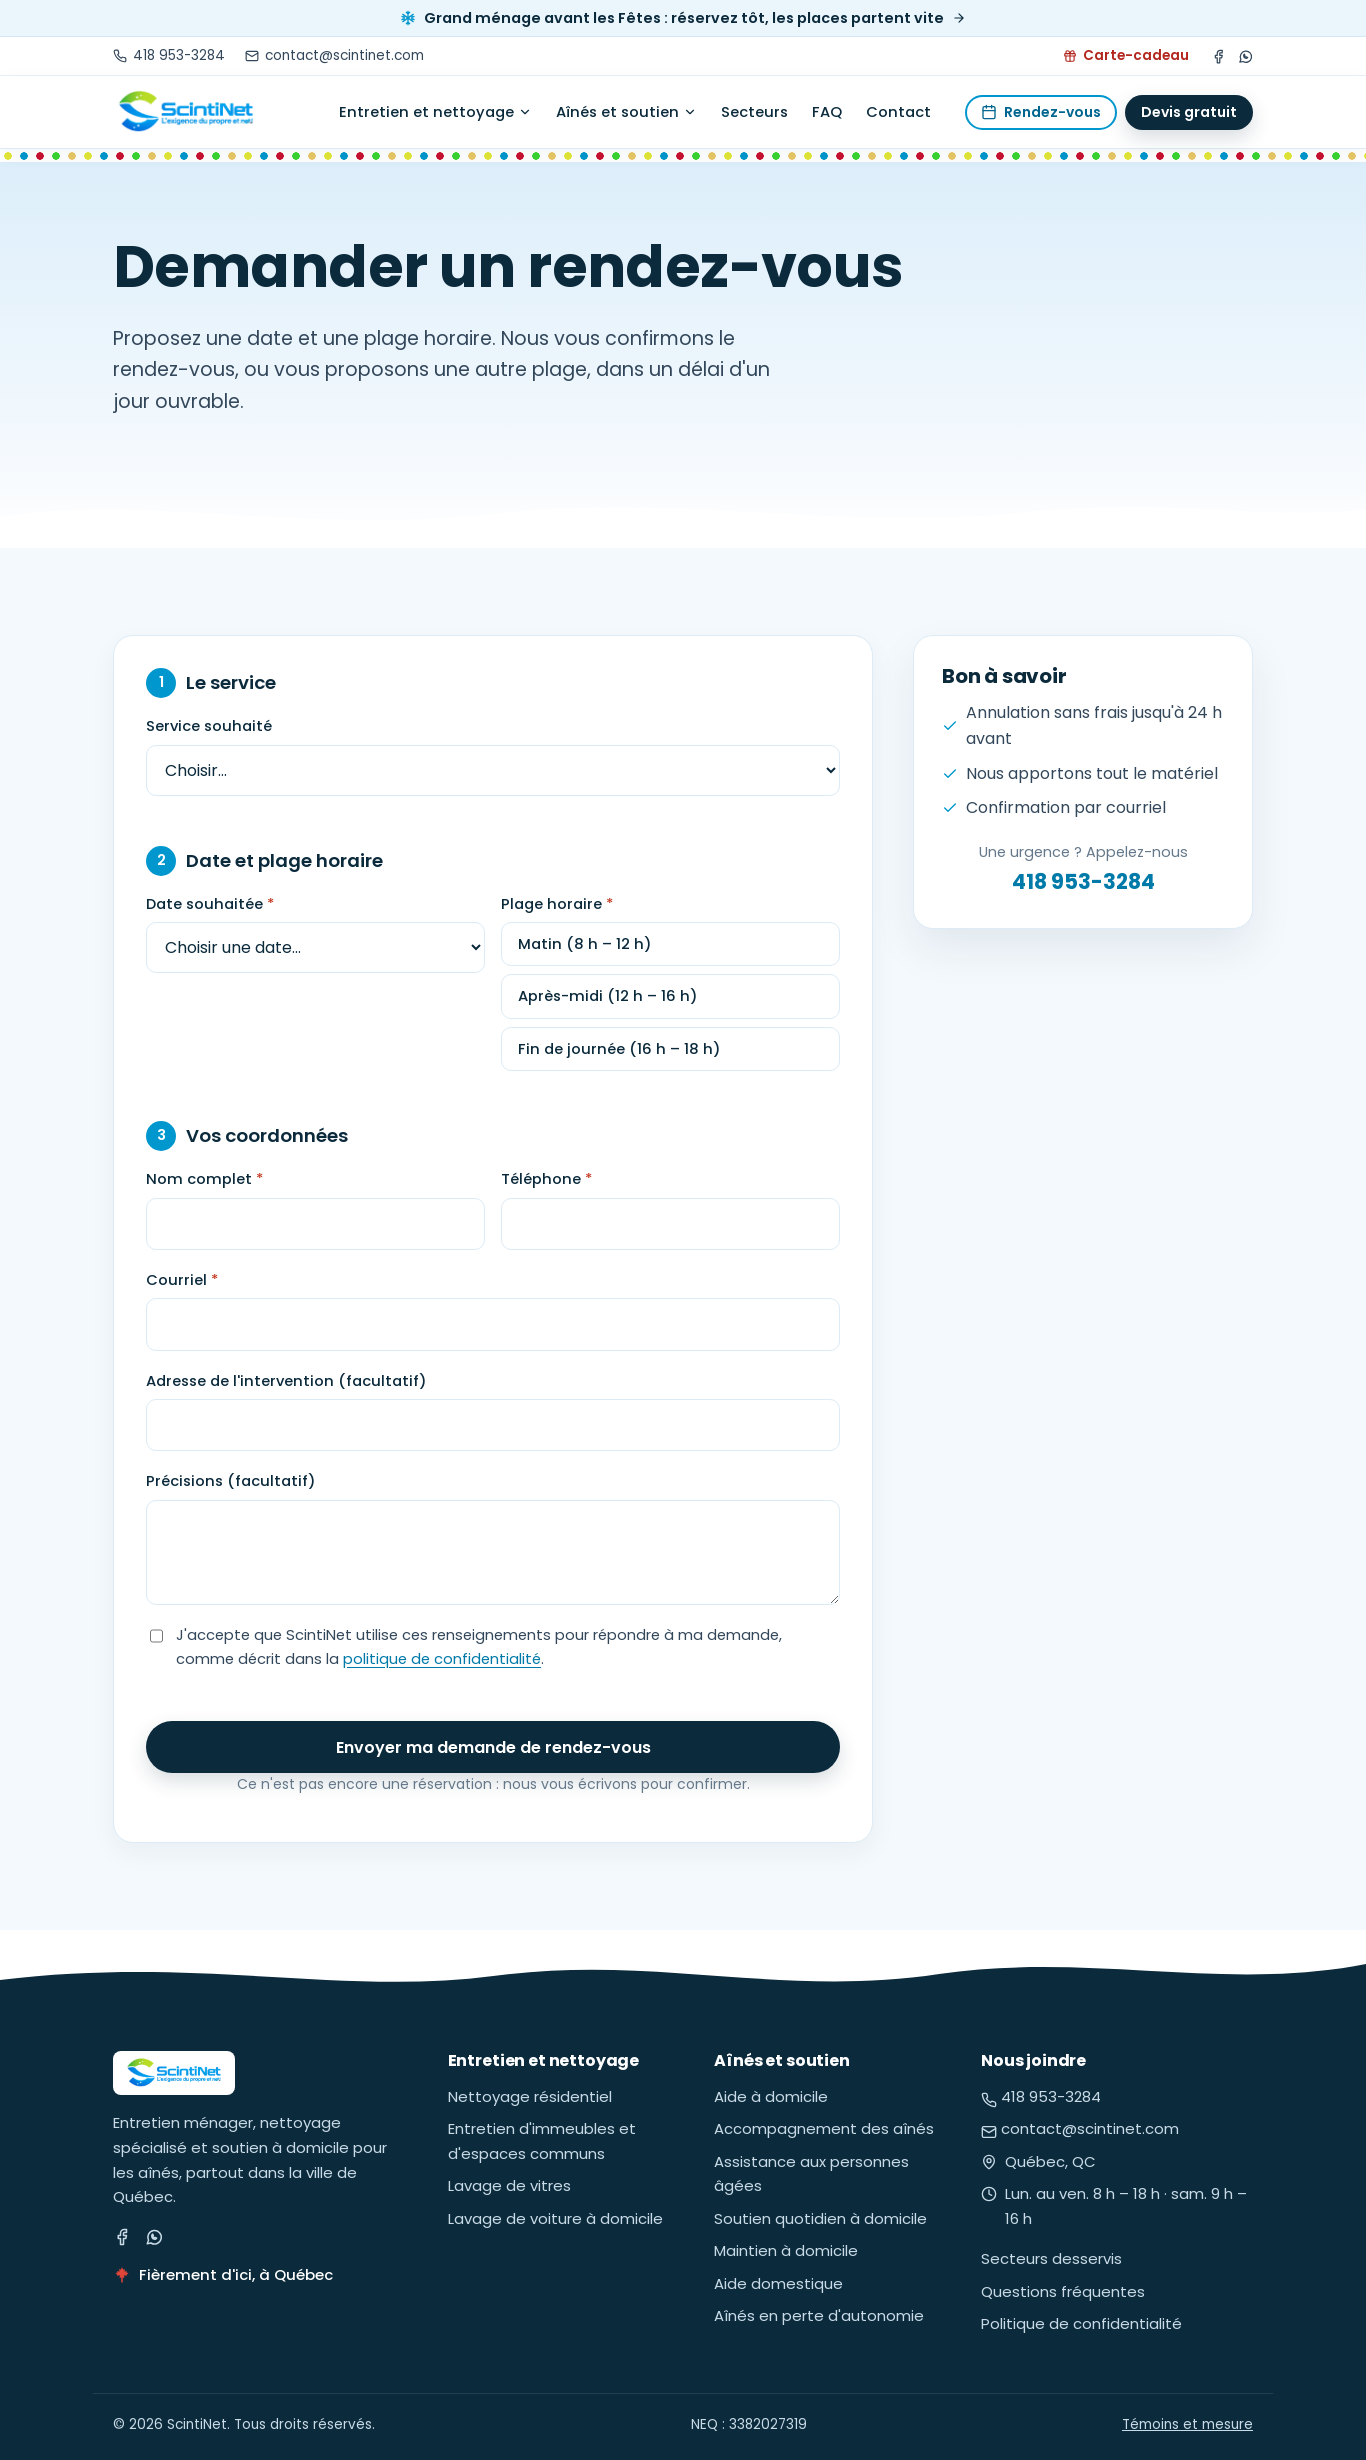 Grand ménage avant les Fêtes : réservez tôt, les places partent vite
418 953-3284 contact@scintinet.com Carte-cadeau
ScintiNet
L'exigence du propre et net!
Entretien et nettoyage Aînés et soutien Secteurs FAQ Contact Rendez-vous Devis gratuit
Demander un rendez-vous
Proposez une date et une plage horaire. Nous vous confirmons le
rendez-vous, ou vous proposons une autre plage, dans un délai d'un
jour ouvrable.
1 Le service
Service souhaité
Choisir...
2 Date et plage horaire
Date souhaitée *
Choisir une date...
Plage horaire *
Matin (8 h – 12 h)
Après-midi (12 h – 16 h)
Fin de journée (16 h – 18 h)
3 Vos coordonnées
Nom complet * Téléphone *
Courriel *
Adresse de l'intervention (facultatif)
Précisions (facultatif)
J'accepte que ScintiNet utilise ces renseignements pour répondre à ma demande,
comme décrit dans la politique de confidentialité.
Envoyer ma demande de rendez-vous
Ce n'est pas encore une réservation : nous vous écrivons pour confirmer.
Bon à savoir
Annulation sans frais jusqu'à 24 h
avant
Nous apportons tout le matériel
Confirmation par courriel
Une urgence ? Appelez-nous
418 953-3284
ScintiNet
L'exigence du propre et net!
Entretien ménager, nettoyage
spécialisé et soutien à domicile pour
les aînés, partout dans la ville de
Québec.
Fièrement d'ici, à Québec
Entretien et nettoyage
Nettoyage résidentiel
Entretien d'immeubles et
d'espaces communs
Lavage de vitres
Lavage de voiture à domicile
Aînés et soutien
Aide à domicile
Accompagnement des aînés
Assistance aux personnes
âgées
Soutien quotidien à domicile
Maintien à domicile
Aide domestique
Aînés en perte d'autonomie
Nous joindre
418 953-3284
contact@scintinet.com
Québec, QC
Lun. au ven. 8 h – 18 h · sam. 9 h –
16 h
Secteurs desservis
Questions fréquentes
Politique de confidentialité
© 2026 ScintiNet. Tous droits réservés. NEQ : 3382027319 Témoins et mesure